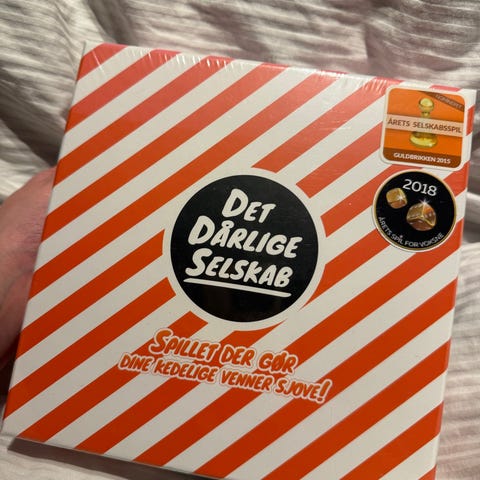 NOMINERET
ÅRETS SELSKABSSPIL
GULDBRIKKEN 2015
2018
ÅRETS SPIL FOR VOKSNE
DET
DÅRLIGE
SELSKAB
SPILLET DER GØR
DINE KEDELIGE VENNER SJOVE!